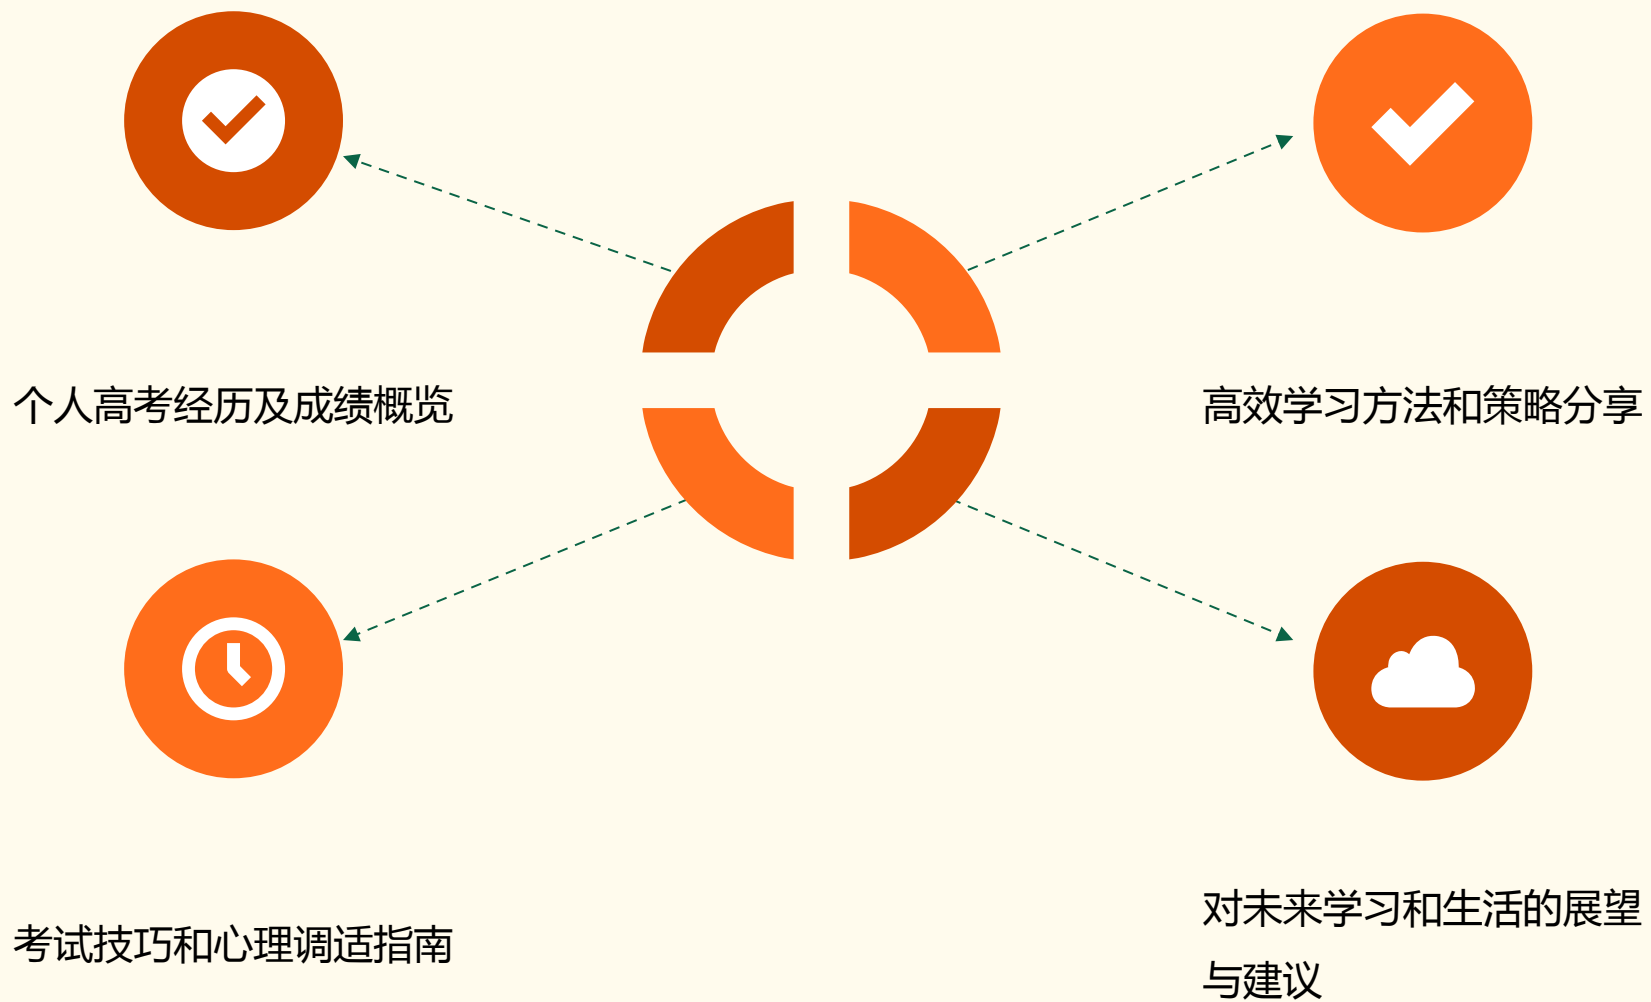 个人高考经历及成绩概览
高效学习方法和策略分享
考试技巧和心理调适指南
对未来学习和生活的展望
与建议